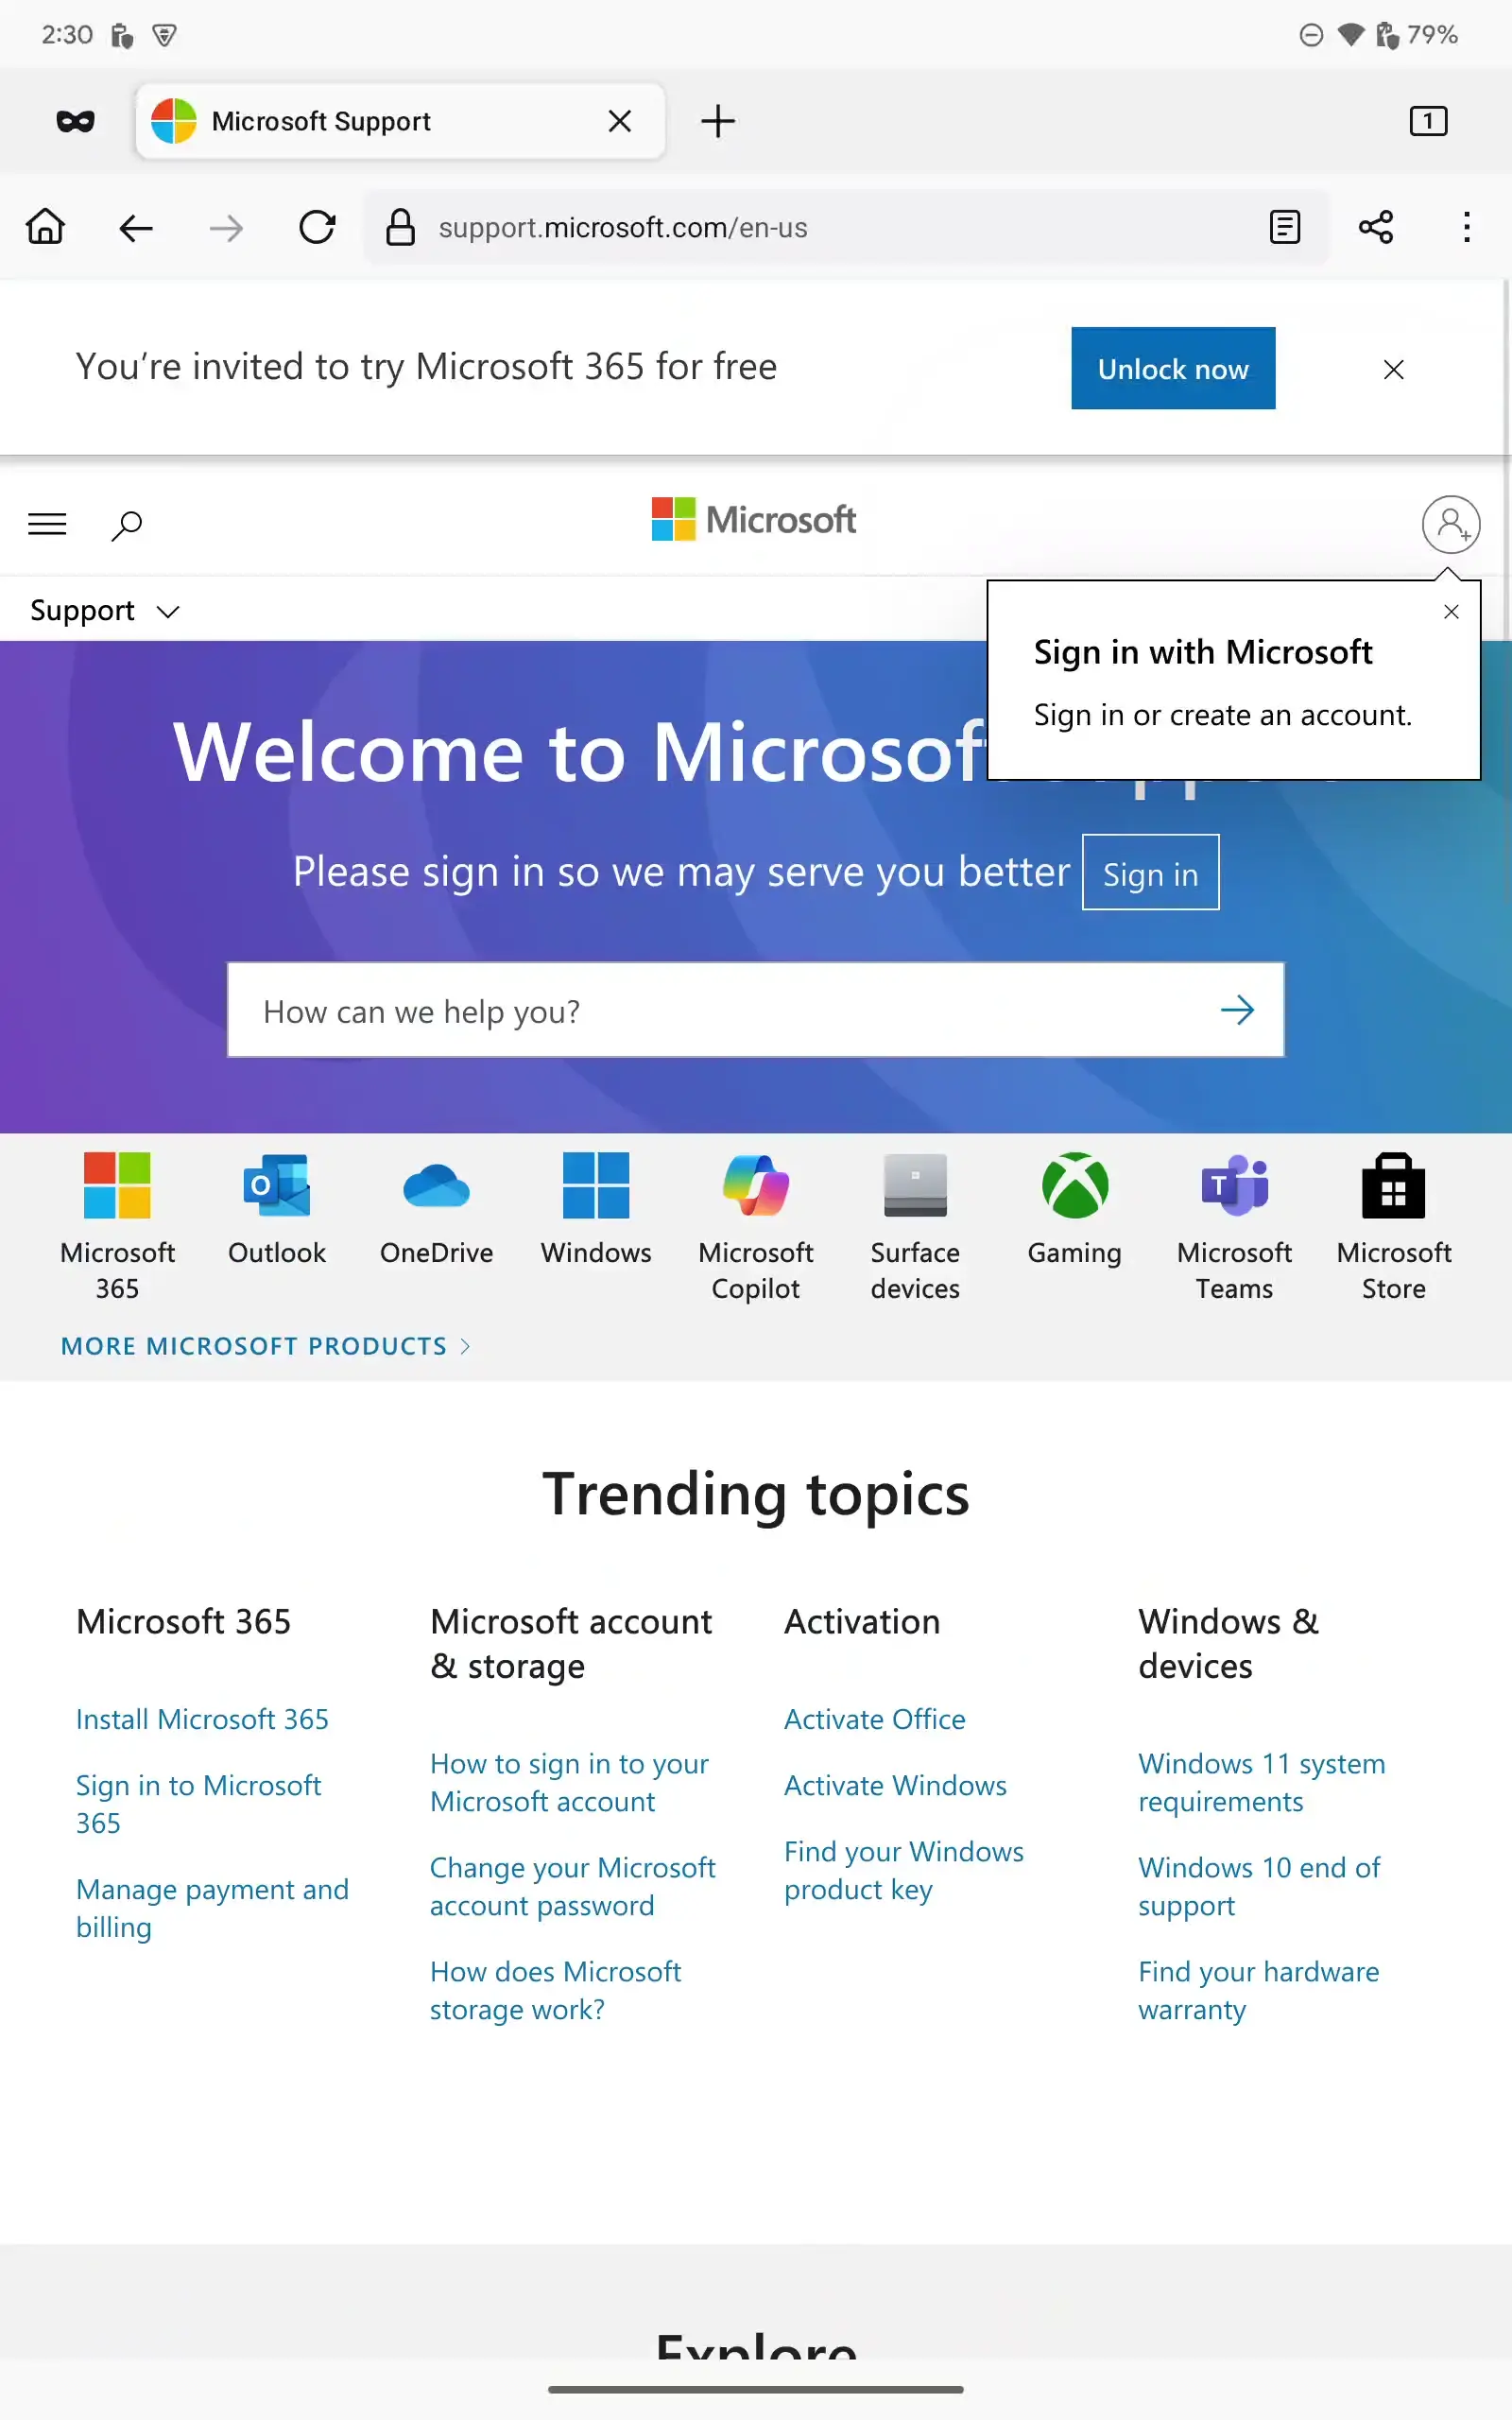 2:30
79%
Microsoft Support
1
support.microsoft.com/en-us
You're invited to try Microsoft 365 for free
Unlock now
Microsoft
Support
Sign in with Microsoft
Sign in or create an account.
Welcome to Microsof
Please sign in so we may serve you better
Sign in
How can we help you?
Microsoft
365
Outlook
OneDrive
Windows
Microsoft
Copilot
Surface
devices
Gaming
Microsoft
Teams
Microsoft
Store
MORE MICROSOFT PRODUCTS
Trending topics
Microsoft 365
Install Microsoft 365
Sign in to Microsoft
365
Manage payment and
billing
Microsoft account
& storage
How to sign in to your
Microsoft account
Change your Microsoft
account password
How does Microsoft
storage work?
Activation
Activate Office
Activate Windows
Find your Windows
product key
Windows &
devices
Windows 11 system
requirements
Windows 10 end of
support
Find your hardware
warranty
Explore